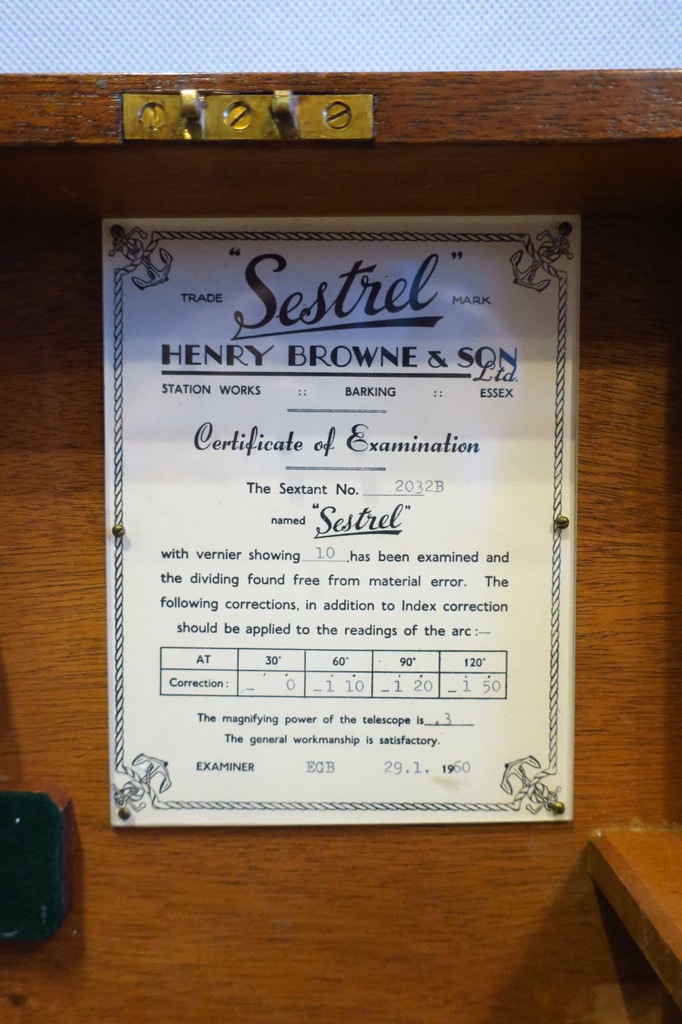 TRADE "Sestrel" MARK
HENRY BROWNE & SON Ltd.
STATION WORKS :: BARKING :: ESSEX
Certificate of Examination
The Sextant No. 2032B
named "Sestrel"
with vernier showing 10 has been examined and
the dividing found free from material error. The
following corrections, in addition to Index correction
should be applied to the readings of the arc :—
AT 30° 60° 90° 120°
Correction : – ' 0 – 1 ' 10 – 1 ' 20 – 1 ' 50
The magnifying power of the telescope is .3
The general workmanship is satisfactory.
EXAMINER EGB 29.1. 1960